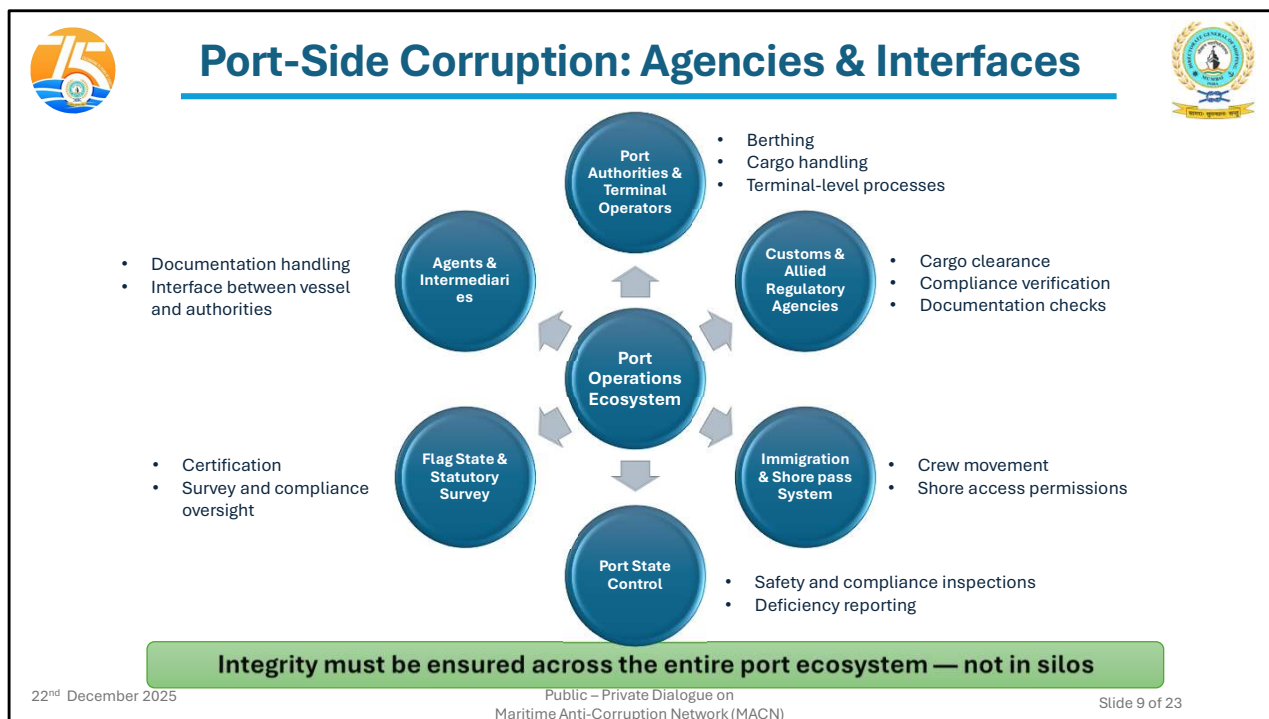 75
Port-Side Corruption: Agencies & Interfaces
Port
Authorities &
Terminal
Operators
• Berthing
• Cargo handling
• Terminal-level processes
Agents &
Intermediari
es
• Documentation handling
• Interface between vessel
and authorities
Customs &
Allied
Regulatory
Agencies
• Cargo clearance
• Compliance verification
• Documentation checks
Port
Operations
Ecosystem
Flag State &
Statutory
Survey
• Certification
• Survey and compliance
oversight
Immigration
& Shore pass
System
• Crew movement
• Shore access permissions
Port State
Control
• Safety and compliance inspections
• Deficiency reporting
Integrity must be ensured across the entire port ecosystem — not in silos
22nd December 2025
Public – Private Dialogue on
Maritime Anti-Corruption Network (MACN)
Slide 9 of 23